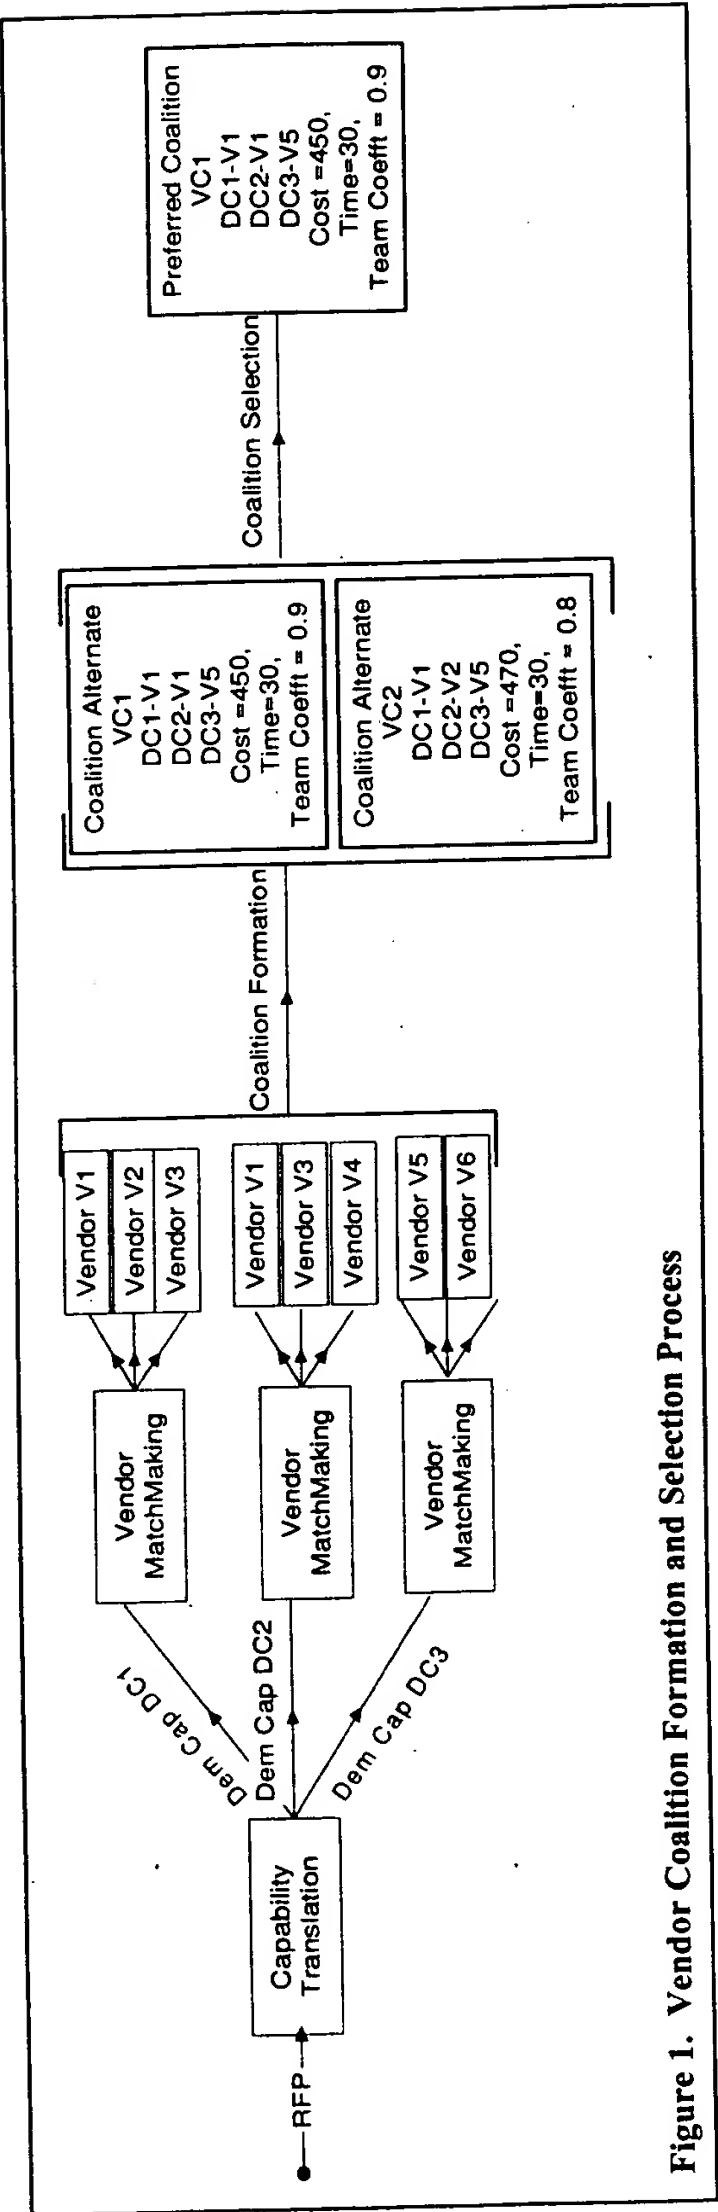 RFP
Capability
Translation
Dem Cap DC1
Dem Cap DC2
Dem Cap DC3
Vendor
MatchMaking
Vendor
MatchMaking
Vendor
MatchMaking
Vendor V1
Vendor V2
Vendor V3
Vendor V1
Vendor V3
Vendor V4
Vendor V5
Vendor V6
Coalition Formation
Coalition Alternate
VC1
DC1-V1
DC2-V1
DC3-V5
Cost =450,
Time=30,
Team Coefft = 0.9
Coalition Alternate
VC2
DC1-V1
DC2-V2
DC3-V5
Cost =470,
Time=30,
Team Coefft = 0.8
Coalition Selection
Preferred Coalition
VC1
DC1-V1
DC2-V1
DC3-V5
Cost =450,
Time=30,
Team Coefft = 0.9
Figure 1. Vendor Coalition Formation and Selection Process